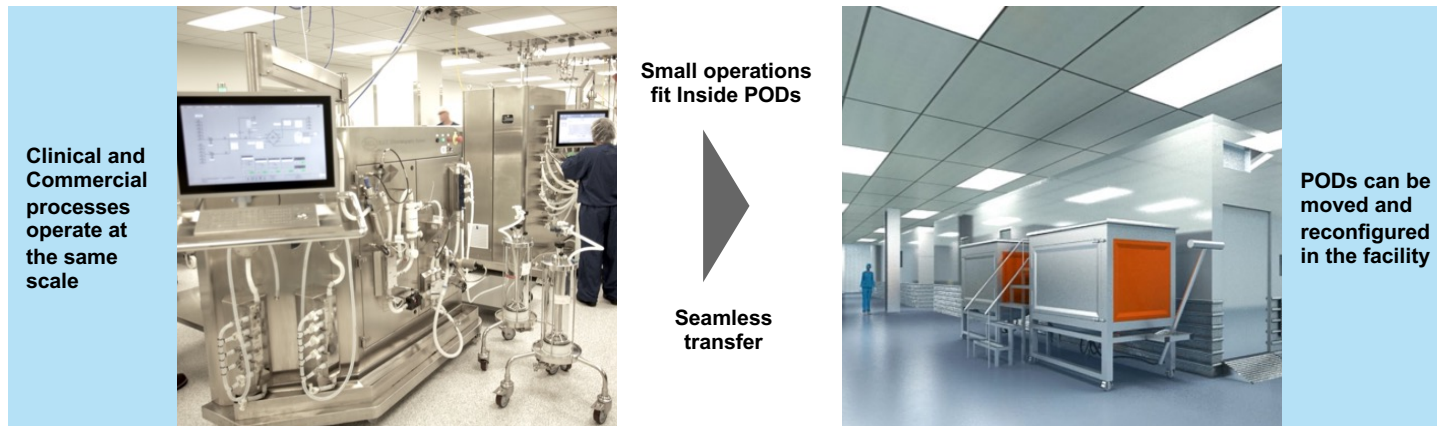 Clinical and
Commercial
processes
operate at
the same
scale
Small operations
fit Inside PODs
Seamless
transfer
PODs can be
moved and
reconfigured
in the facility